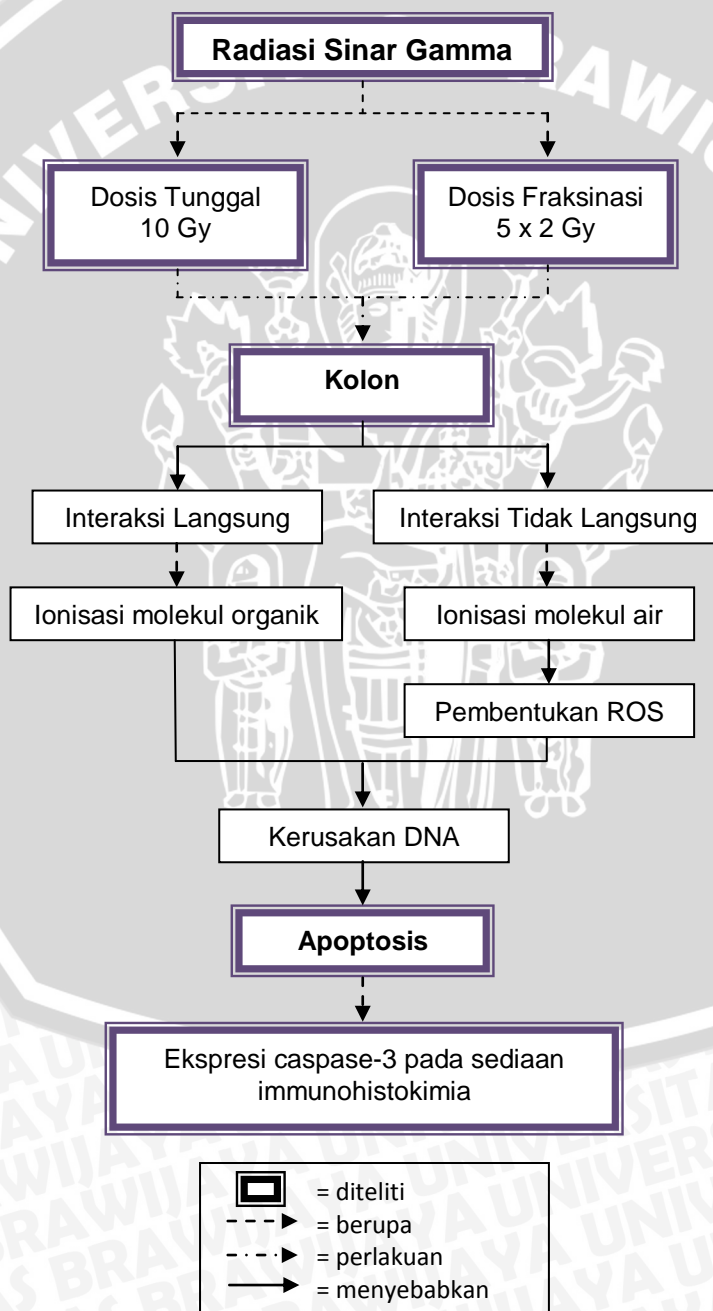 Radiasi Sinar Gamma
Dosis Tunggal
10 Gy
Dosis Fraksinasi
5 x 2 Gy
Kolon
Interaksi Langsung
Interaksi Tidak Langsung
Ionisasi molekul organik
Ionisasi molekul air
Pembentukan ROS
Kerusakan DNA
Apoptosis
Ekspresi caspase-3 pada sediaan
immunohistokimia
= diteliti
= berupa
= perlakuan
= menyebabkan